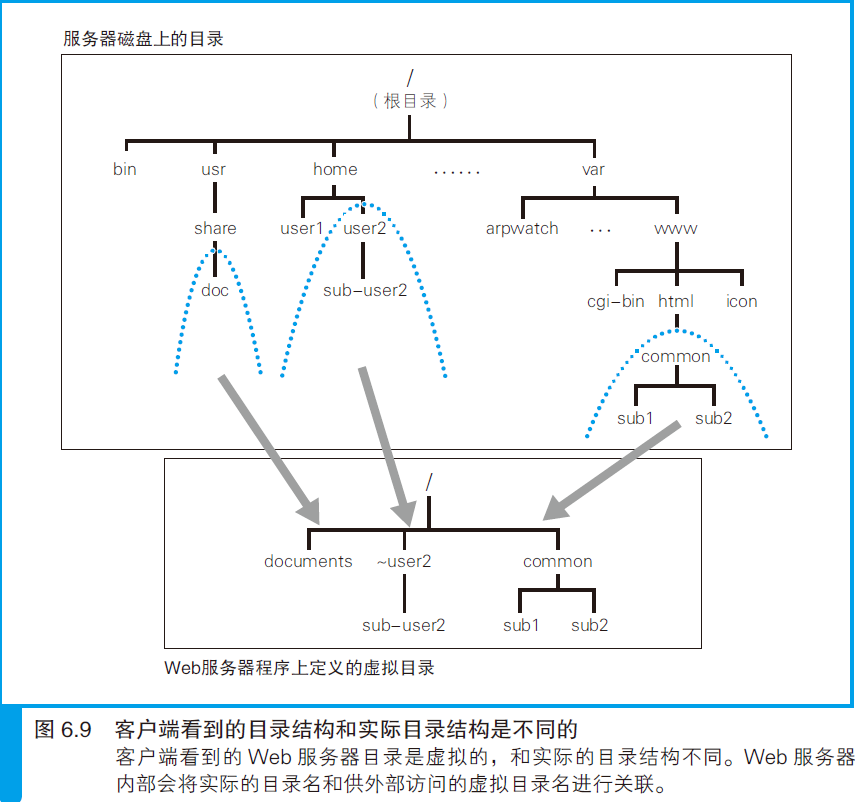 服务器磁盘上的目录
/
（根目录）
bin usr home ...... var
share user1 user2 arpwatch ... www
doc sub-user2 cgi-bin html icon
common
sub1 sub2
/
documents ~user2 common
sub-user2 sub1 sub2
Web服务器程序上定义的虚拟目录
图 6.9 客户端看到的目录结构和实际目录结构是不同的
客户端看到的 Web 服务器目录是虚拟的，和实际的目录结构不同。Web 服务器
内部会将实际的目录名和供外部访问的虚拟目录名进行关联。